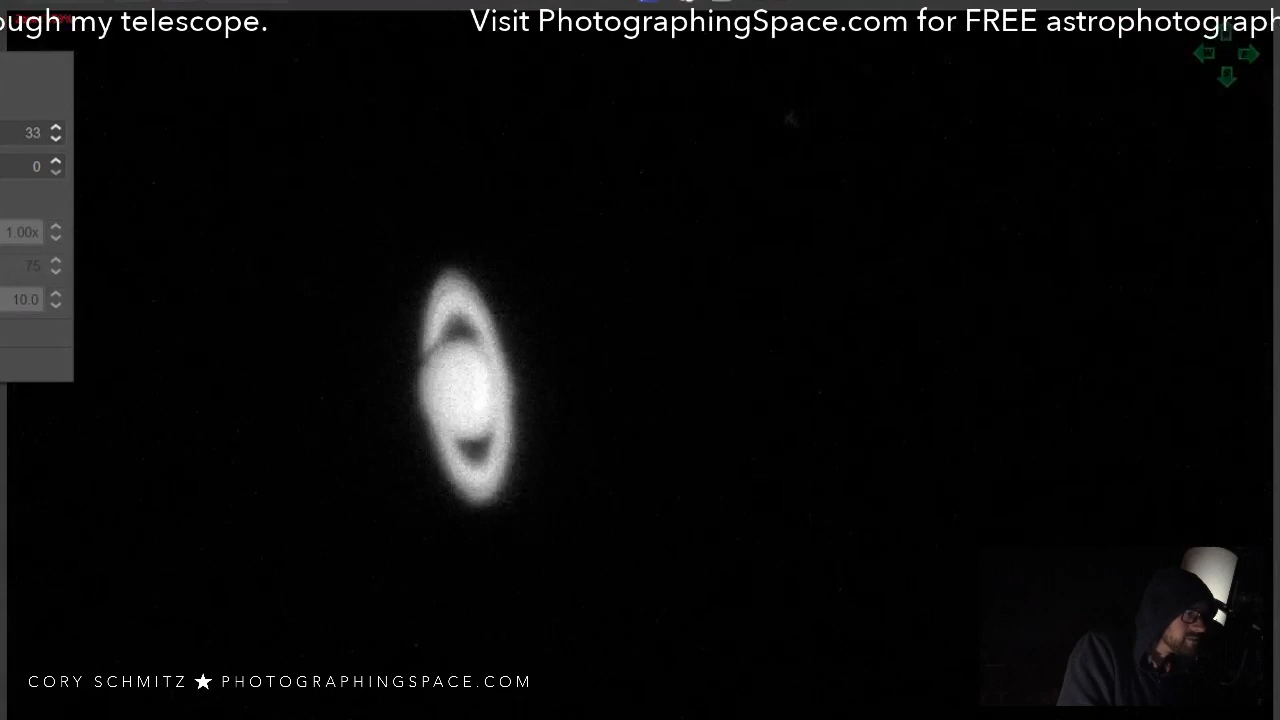 ough my telescope. Visit PhotographingSpace.com for FREE astrophotograph
33
0
1.00x
75
10.0
CORY SCHMITZ ★ PHOTOGRAPHINGSPACE.COM